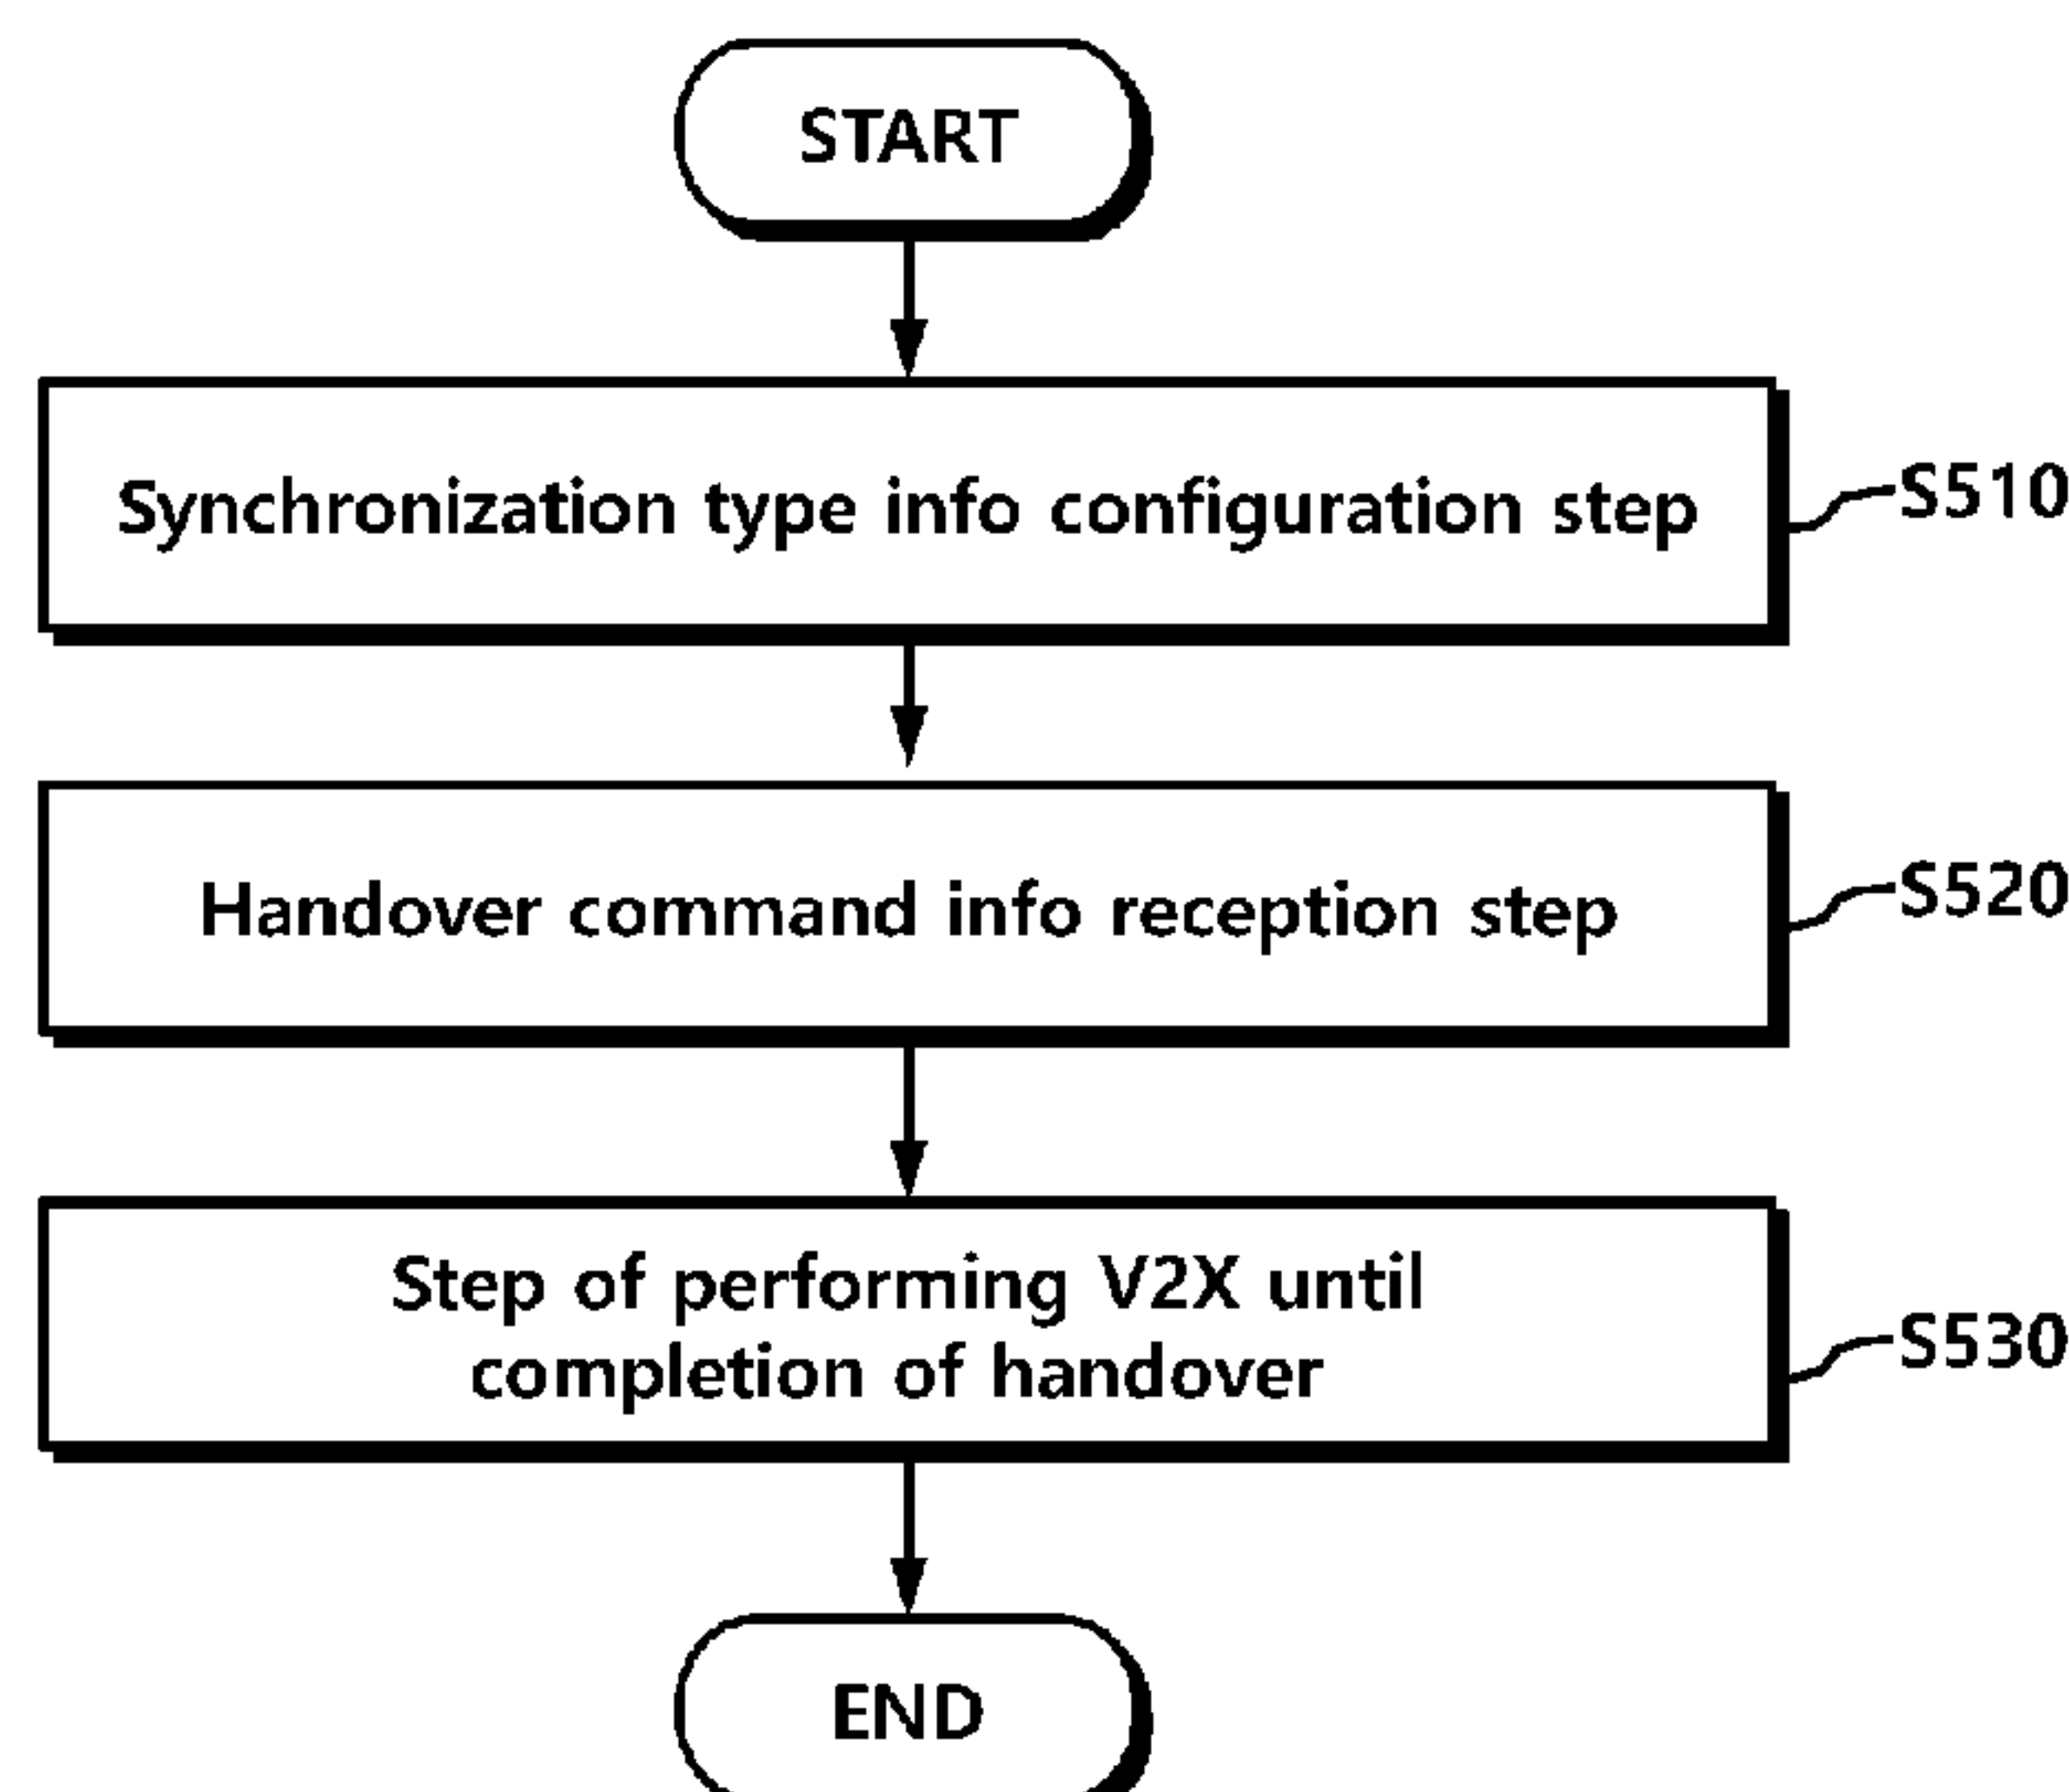 START
Synchronization type info configuration step
S510
Handover command info reception step
S520
Step of performing V2X until
completion of handover
S530
END